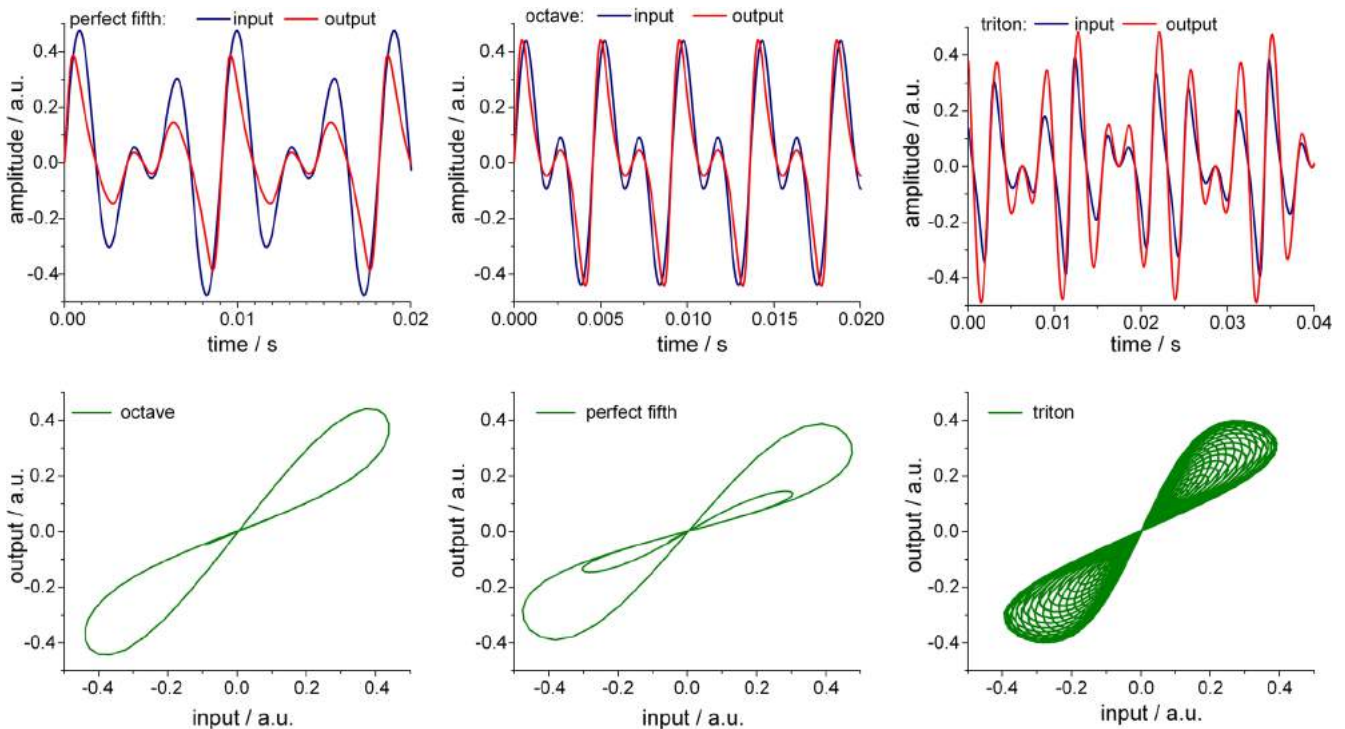 perfect fifth: input output
amplitude / a.u.
0.4
0.2
0.0
-0.2
-0.4
0.00 0.01 0.02
time / s
octave: input output
amplitude / a.u.
0.4
0.2
0.0
-0.2
-0.4
0.000 0.005 0.010 0.015 0.020
time / s
triton: input output
amplitude / a.u.
0.4
0.2
0.0
-0.2
-0.4
0.00 0.01 0.02 0.03 0.04
time / s
octave
output / a.u.
0.4
0.2
0.0
-0.2
-0.4
-0.4 -0.2 0.0 0.2 0.4
input / a.u.
perfect fifth
output / a.u.
0.4
0.2
0.0
-0.2
-0.4
-0.4 -0.2 0.0 0.2 0.4
input / a.u.
triton
output / a.u.
0.4
0.2
0.0
-0.2
-0.4
-0.4 -0.2 0.0 0.2 0.4
input / a.u.